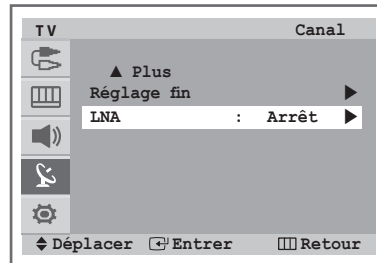 TV Canal
▲ Plus
Réglage fin ▶
LNA : Arrêt ▶
Déplacer Entrer Retour